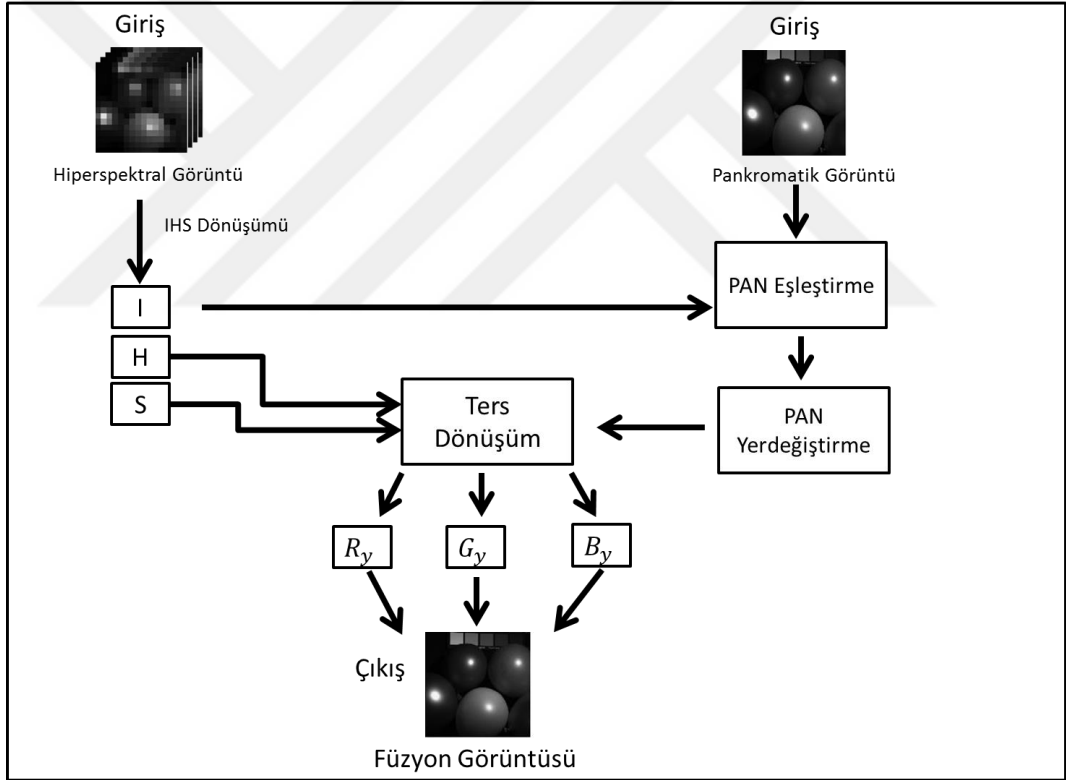 Giriş
Giriş
Hiperspektral Görüntü
Pankromatik Görüntü
IHS Dönüşümü
I
PAN Eşleştirme
H
S
Ters
Dönüşüm
PAN
Yerdeğiştirme
R_y
G_y
B_y
Çıkış
Füzyon Görüntüsü